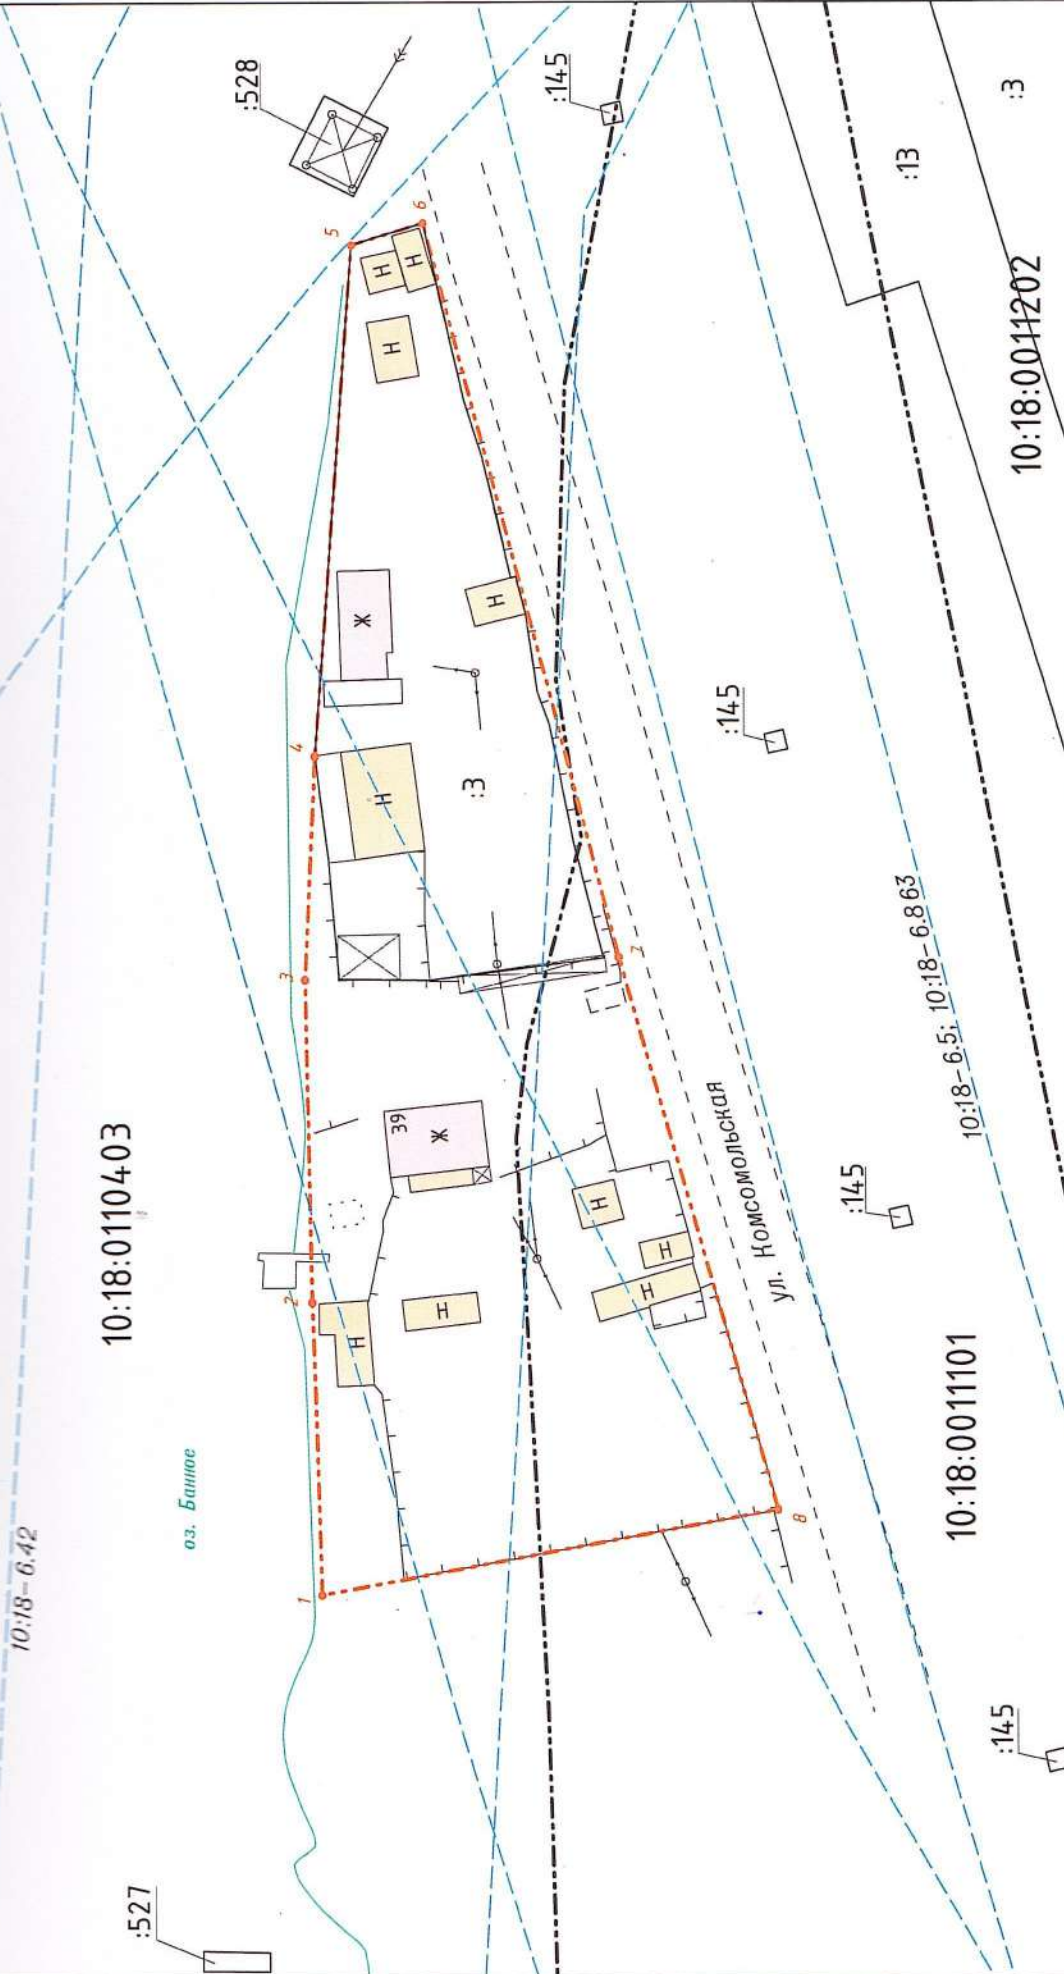 10:18-6.42
оз. Банное
10:18:0110403
:527
:528
:145
1
2
3
4
5
6
7
8
Н
Н
Н
Н
Н
Н
Н
Н
Н
Н
Ж
39
Ж
:3
ул. Комсомольская
:145
:145
:145
10:18-6.5; 10:18-6.863
10:18:0011101
10:18:0011202
:13
:3